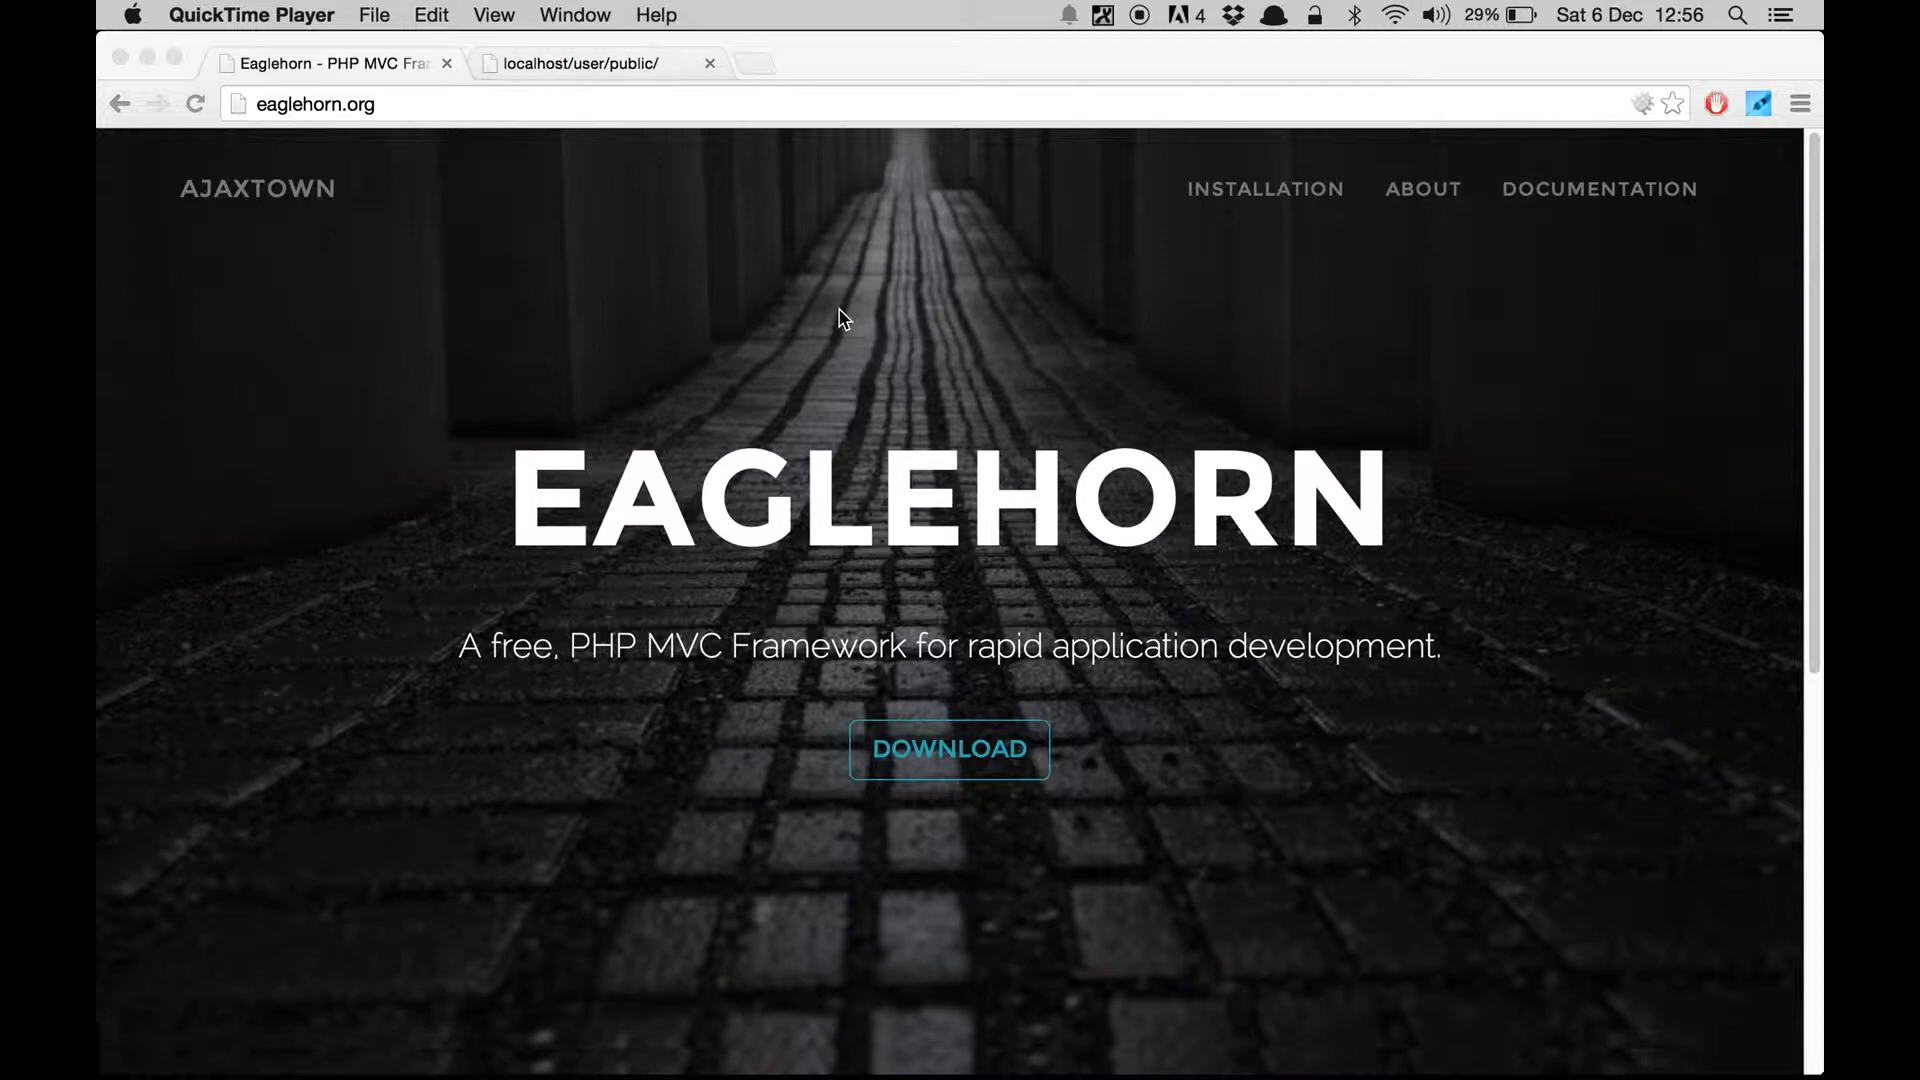 QuickTime Player File Edit View Window Help 4 29% Sat 6 Dec 12:56
Eaglehorn - PHP MVC Fra localhost/user/public/
eaglehorn.org
AJAXTOWN INSTALLATION ABOUT DOCUMENTATION
EAGLEHORN
A free, PHP MVC Framework for rapid application development.
DOWNLOAD